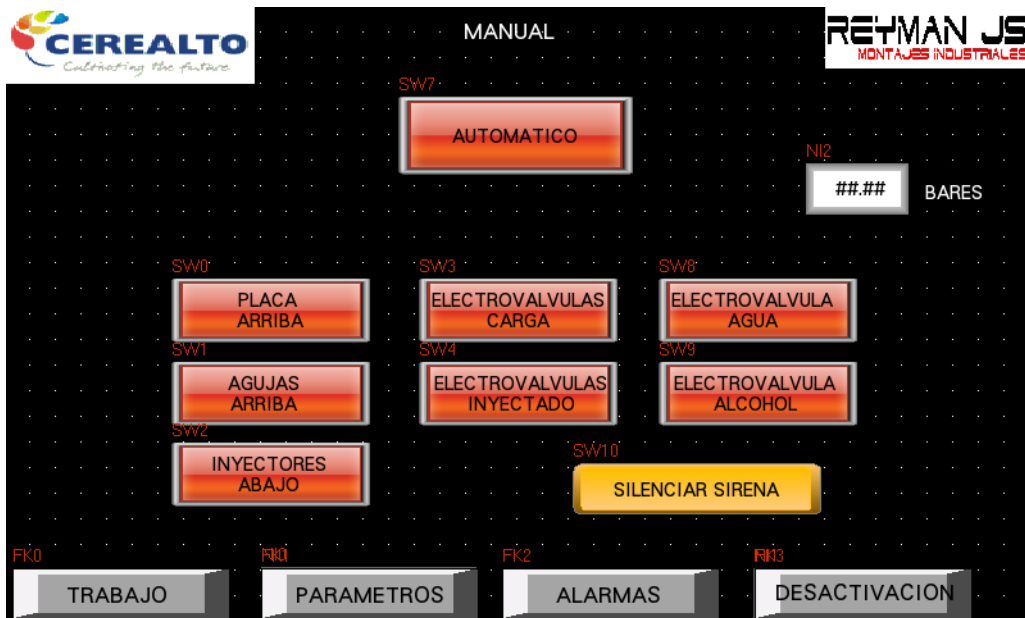 CEREALTO
Cultivating the future
MANUAL
REYMAN JS
MONTAJES INDUSTRIALES
SW7
AUTOMATICO
NI2
##.##
BARES
SW0
PLACA
ARRIBA
SW3
ELECTROVALVULAS
CARGA
SW8
ELECTROVALVULA
AGUA
SW1
AGUJAS
ARRIBA
SW4
ELECTROVALVULAS
INYECTADO
SW9
ELECTROVALVULA
ALCOHOL
SW2
INYECTORES
ABAJO
SW10
SILENCIAR SIRENA
FK0
TRABAJO
PARAMETROS
FK2
ALARMAS
DESACTIVACION